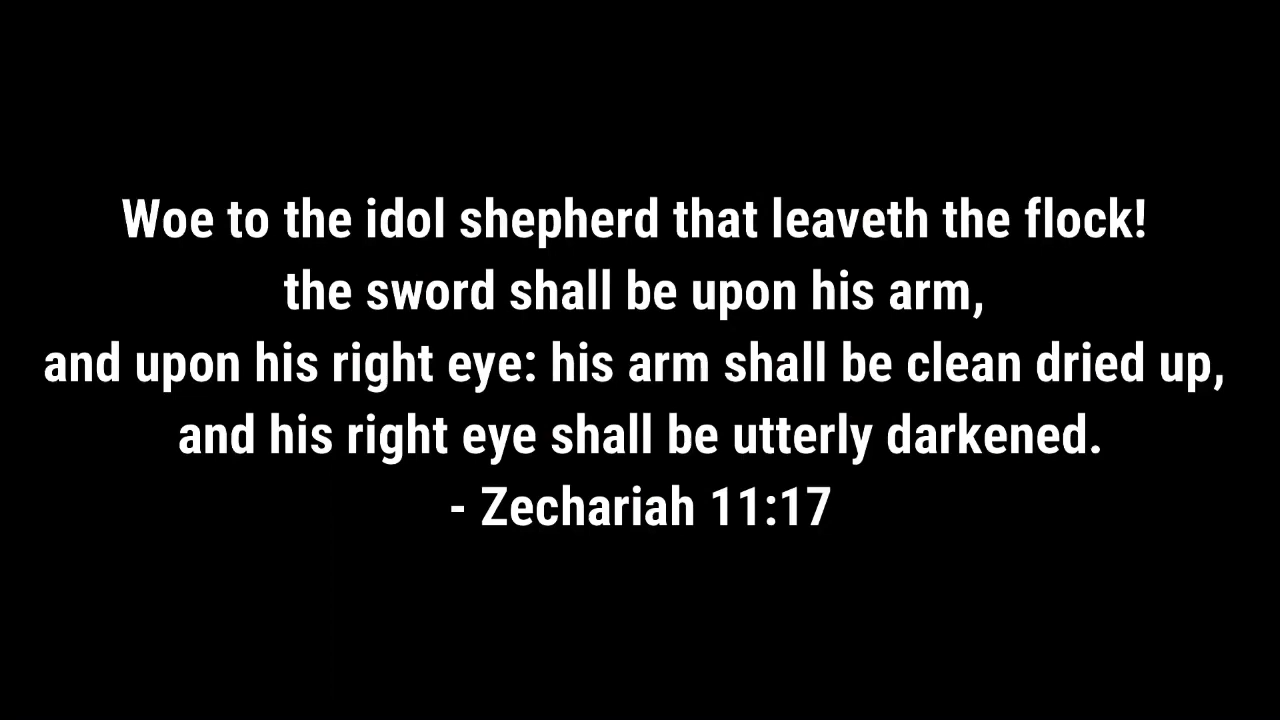 Woe to the idol shepherd that leaveth the flock!
the sword shall be upon his arm,
and upon his right eye: his arm shall be clean dried up,
and his right eye shall be utterly darkened.
- Zechariah 11:17